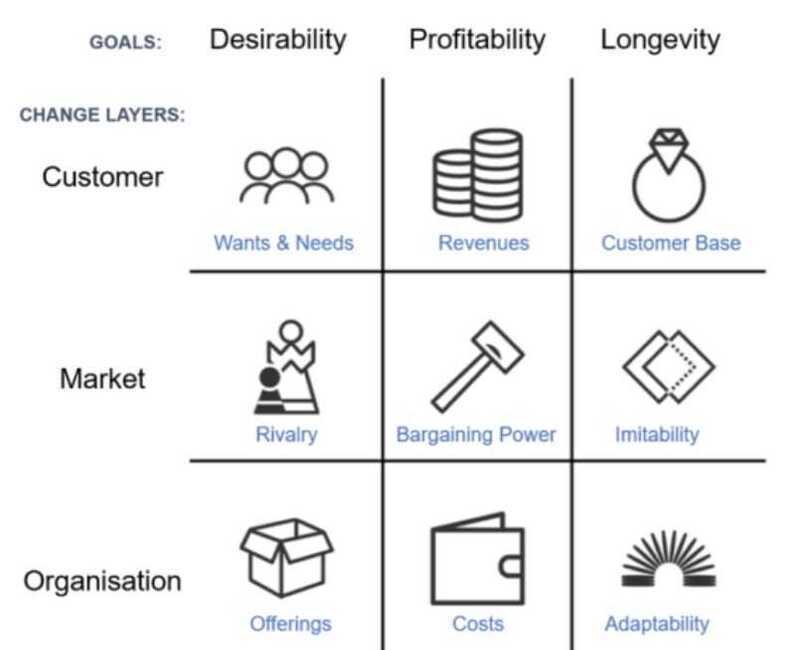 GOALS: Desirability Profitability Longevity
CHANGE LAYERS:
Customer
Wants & Needs Revenues Customer Base
Market
Rivalry Bargaining Power Imitability
Organisation
Offerings Costs Adaptability